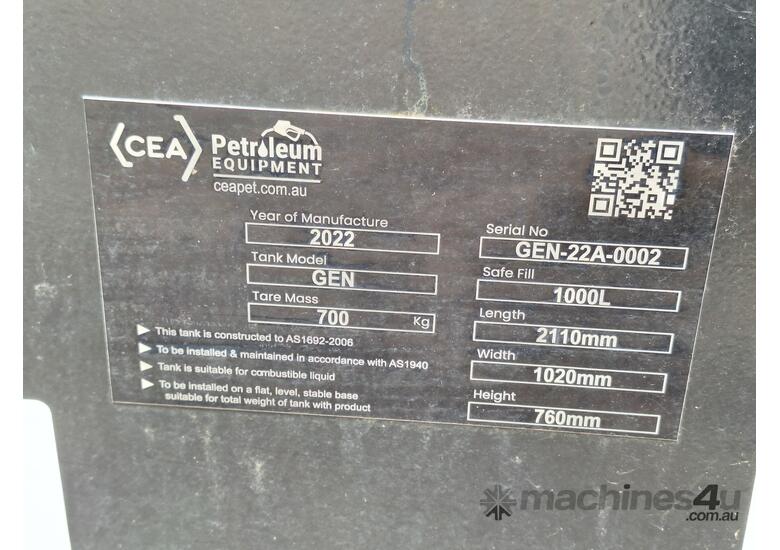 CEA Petroleum
EQUIPMENT
ceapet.com.au
Year of Manufacture
2022
Tank Model
GEN
Tare Mass
700 Kg
Serial No
GEN-22A-0002
Safe Fill
1000L
Length
2110mm
Width
1020mm
Height
760mm
This tank is constructed to AS1692-2006
To be installed & maintained in accordance with AS1940
Tank is suitable for combustible liquid
To be installed on a flat, level, stable base
suitable for total weight of tank with product
machines4u
.com.au